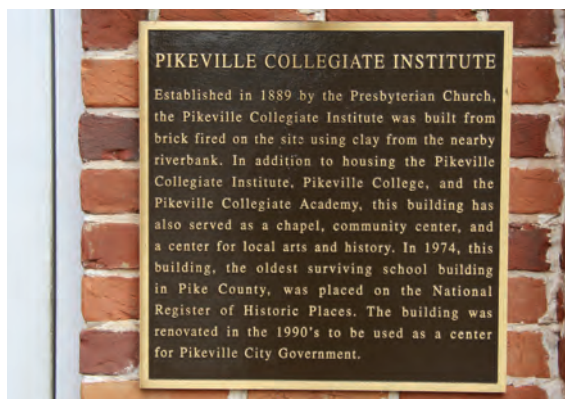 PIKEVILLE COLLEGIATE INSTITUTE
Established in 1889 by the Presbyterian Church,
the Pikeville Collegiate Institute was built from
brick fired on the site using clay from the nearby
riverbank. In addition to housing the Pikeville
Collegiate Institute, Pikeville College, and the
Pikeville Collegiate Academy, this building has
also served as a chapel, community center, and
a center for local arts and history. In 1974, this
building, the oldest surviving school building
in Pike County, was placed on the National
Register of Historic Places. The building was
renovated in the 1990's to be used as a center
for Pikeville City Government.